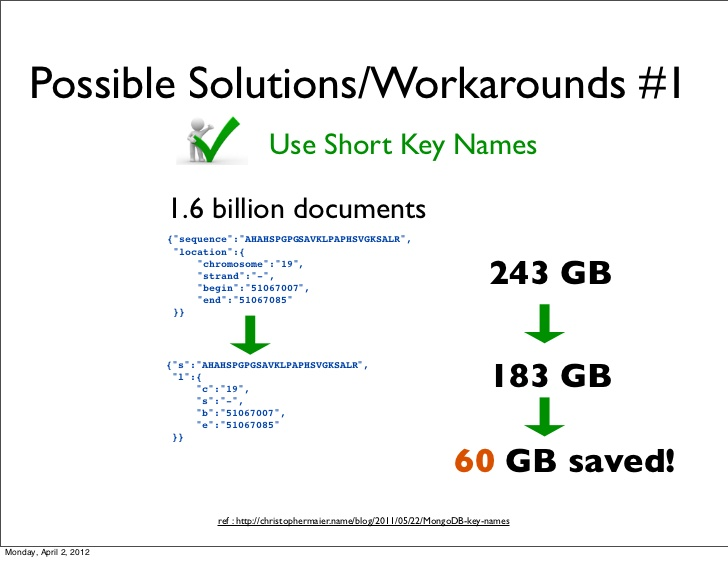 Possible Solutions/Workarounds #1
Use Short Key Names
1.6 billion documents
{"sequence":"AHAHSPGPGSAVKLPAPHSVGKSALR",
"location":{
"chromosome":"19",
"strand":"-",
"begin":"51067007",
"end":"51067085"
}}
243 GB
{"s":"AHAHSPGPGSAVKLPAPHSVGKSALR",
"l":{
"c":"19",
"s":"-",
"b":"51067007",
"e":"51067085"
}}
183 GB
60 GB saved!
ref : http://christophermaier.name/blog/2011/05/22/MongoDB-key-names
Monday, April 2, 2012